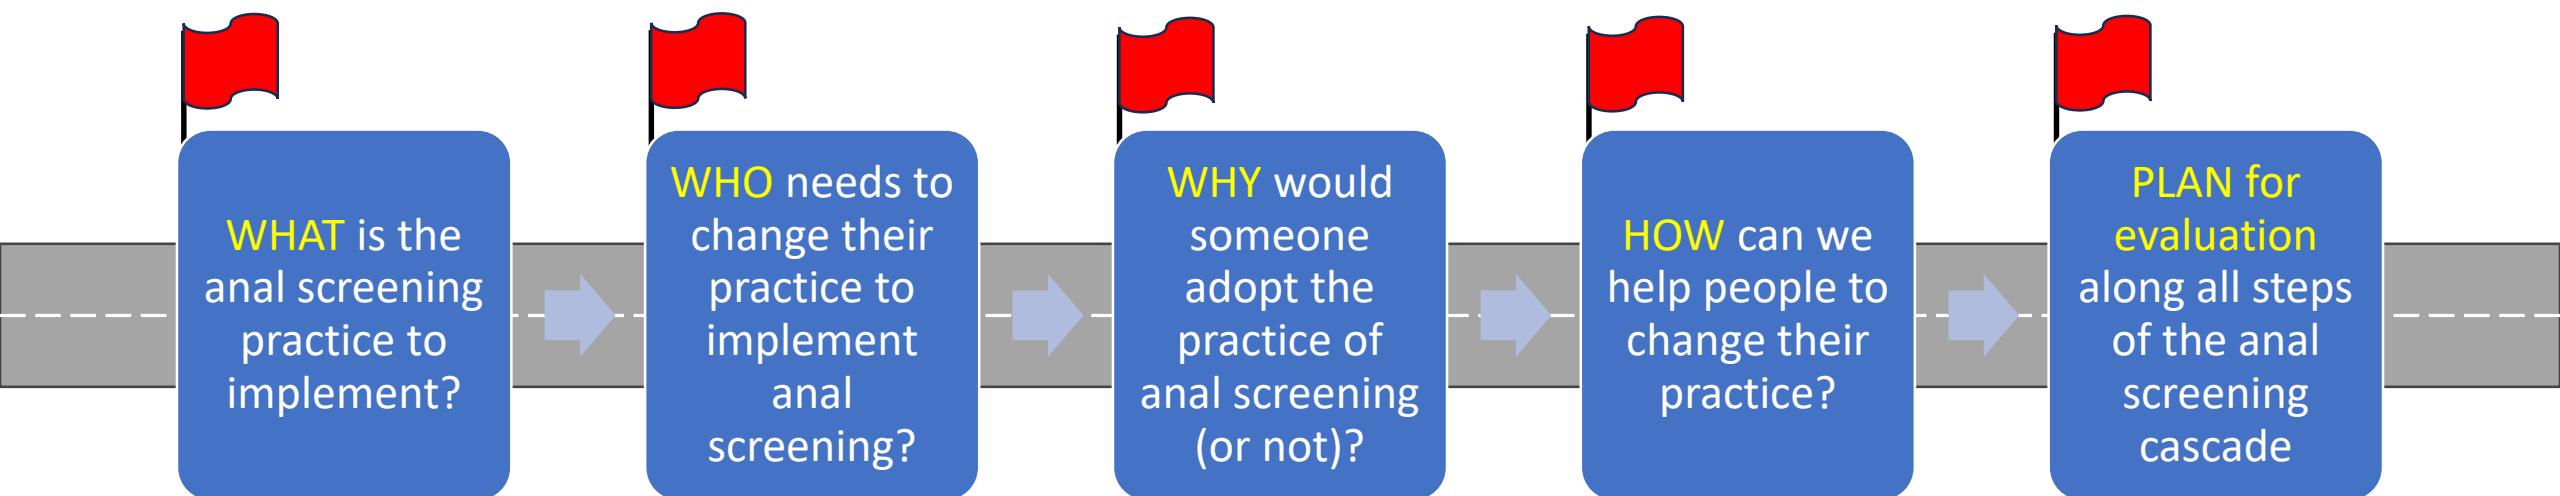 WHAT is the
anal screening
practice to
implement?
WHO needs to
change their
practice to
implement
anal
screening?
WHY would
someone
adopt the
practice of
anal screening
(or not)?
HOW can we
help people to
change their
practice?
PLAN for
evaluation
along all steps
of the anal
screening
cascade